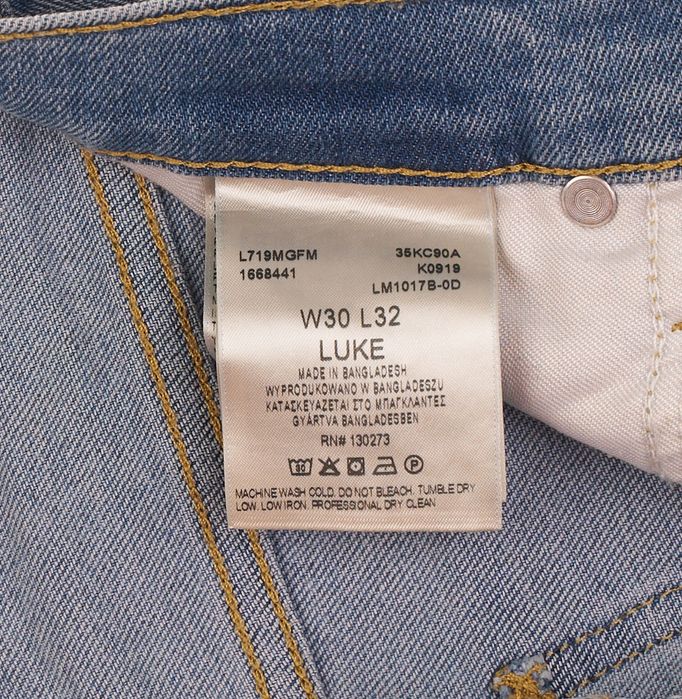 L719MGFM 35KC90A
1668441 K0919
LM1017B-0D
W30 L32
LUKE
MADE IN BANGLADESH
WYPRODUKOWANO W BANGLADESZU
ΚΑΤΑΣΚΕΥΑΖΕΤΑΙ ΣΤΟ ΜΠΑΓΚΛΑΝΤΕΣ
GYÁRTVA BANGLADESBEN
RN# 130273
30 P
MACHINE WASH COLD. DO NOT BLEACH. TUMBLE DRY
LOW. LOW IRON. PROFESSIONAL DRY CLEAN